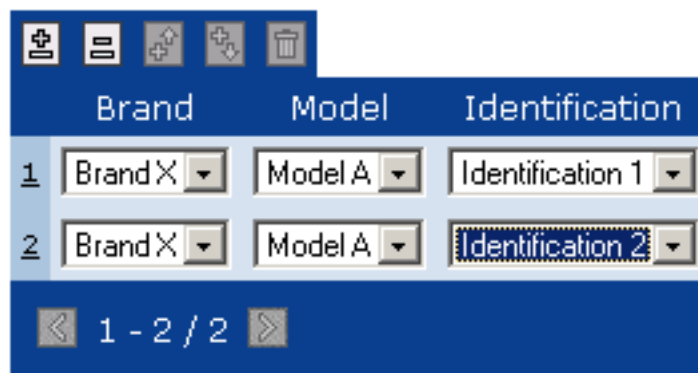 Brand Model Identification
1 Brand X Model A Identification 1
2 Brand X Model A Identification 2
1 - 2 / 2